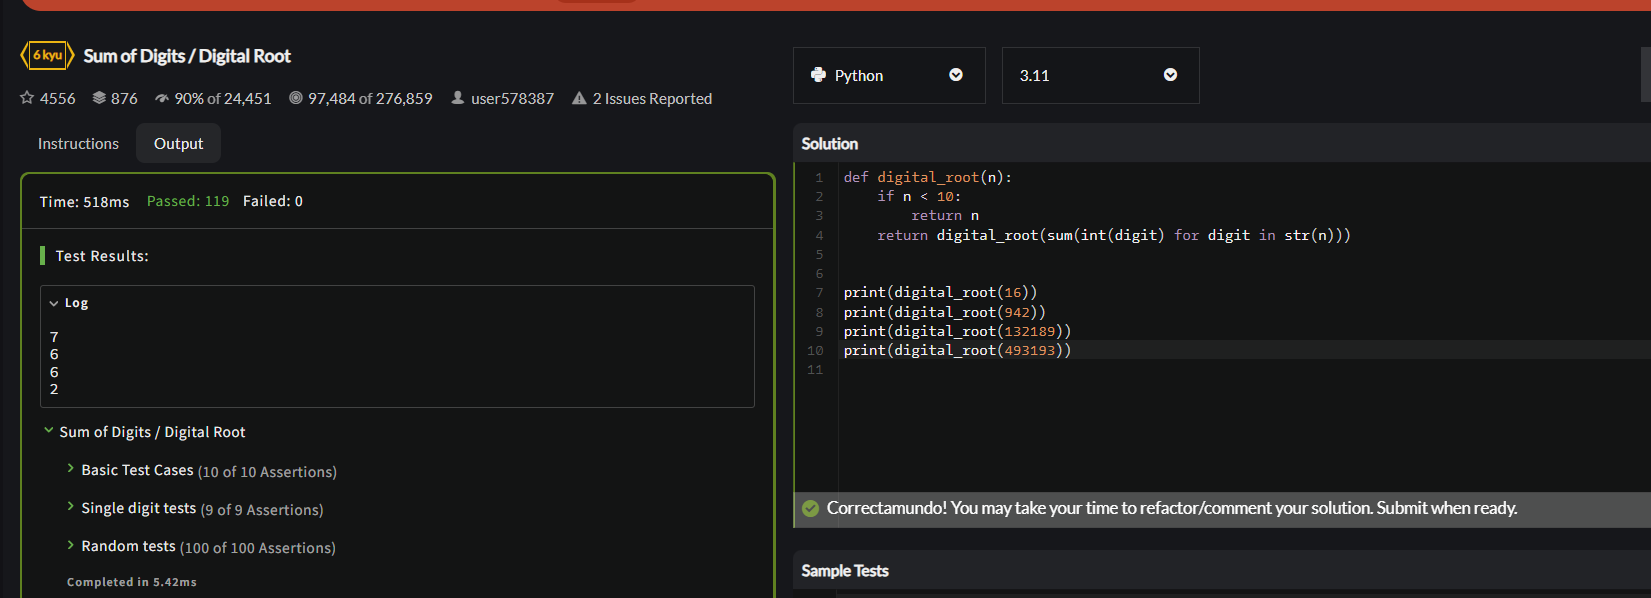 6 kyu Sum of Digits / Digital Root
4556 876 90% of 24,451 97,484 of 276,859 user578387 2 Issues Reported
Instructions Output
Time: 518ms Passed: 119 Failed: 0
Test Results:
Log
7
6
6
2
Sum of Digits / Digital Root
Basic Test Cases (10 of 10 Assertions)
Single digit tests (9 of 9 Assertions)
Random tests (100 of 100 Assertions)
Completed in 5.42ms
Python 3.11
Solution
1 def digital_root(n):
2     if n < 10:
3         return n
4     return digital_root(sum(int(digit) for digit in str(n)))
5
6
7 print(digital_root(16))
8 print(digital_root(942))
9 print(digital_root(132189))
10 print(digital_root(493193))
11
Correctamundo! You may take your time to refactor/comment your solution. Submit when ready.
Sample Tests